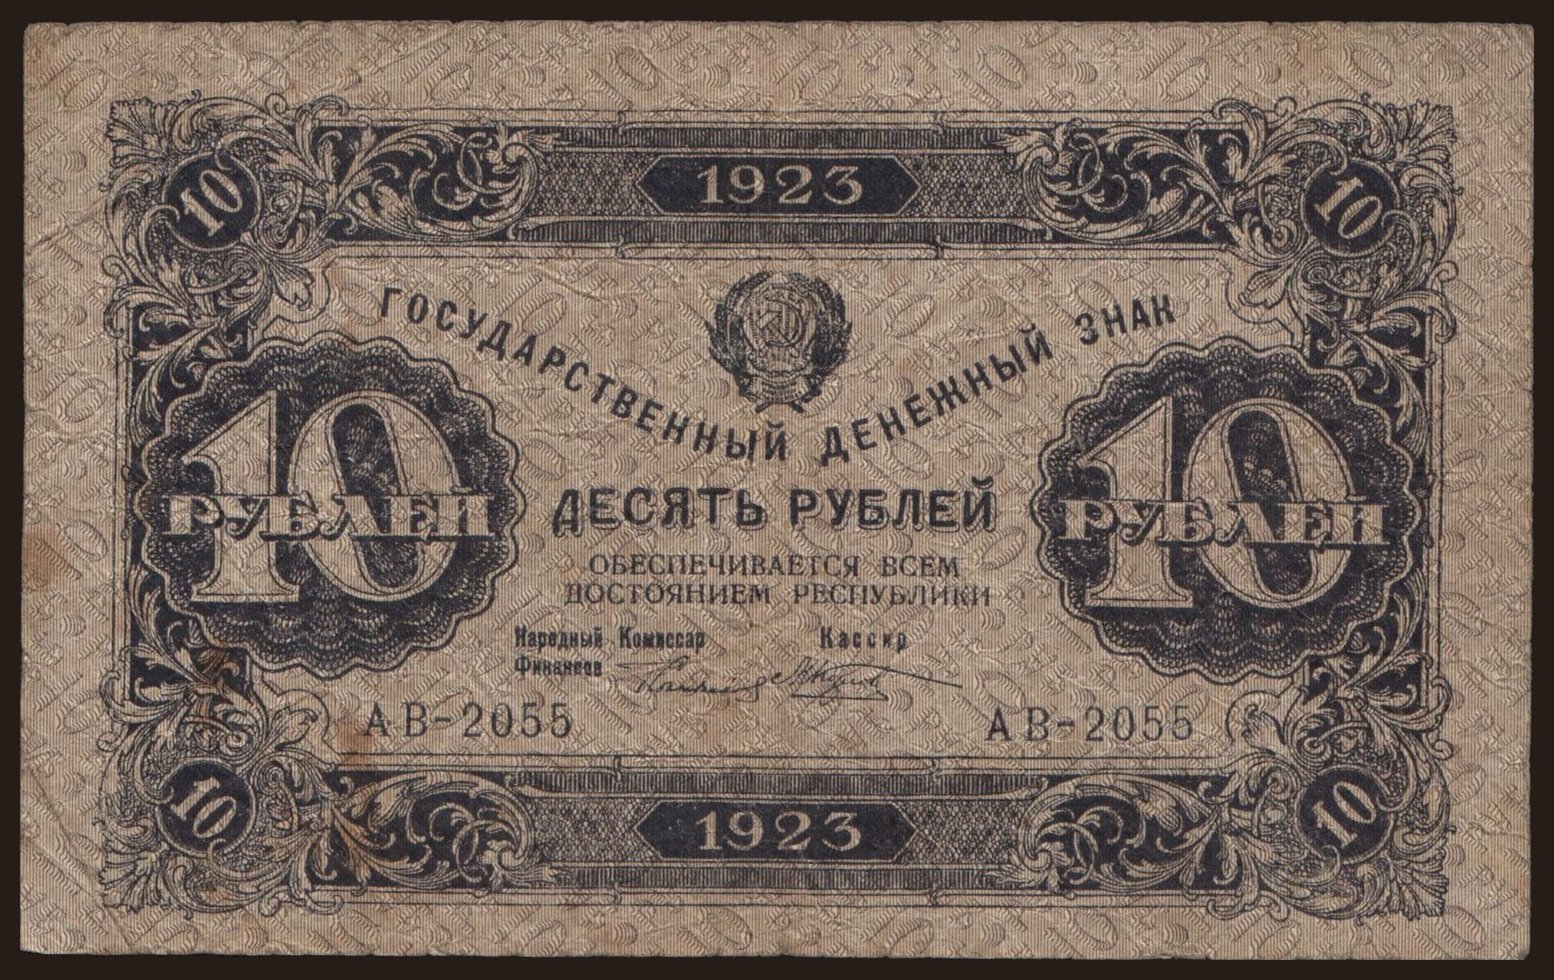 10 1923 10
ГОСУДАРСТВЕННЫЙ ДЕНЕЖНЫЙ ЗНАК
10 РУБЛЕЙ
10 РУБЛЕЙ
ДЕСЯТЬ РУБЛЕЙ
ОБЕСПЕЧИВАЕТСЯ ВСЕМ
ДОСТОЯНИЕМ РЕСПУБЛИКИ
Народный Комиссар
Финансов
Кассир
АВ-2055 АВ-2055
10 1923 10